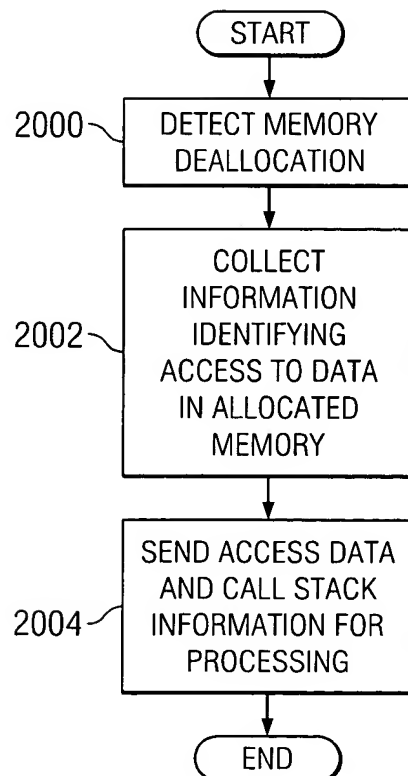 START
2000
DETECT MEMORY
DEALLOCATION
2002
COLLECT
INFORMATION
IDENTIFYING
ACCESS TO DATA
IN ALLOCATED
MEMORY
2004
SEND ACCESS DATA
AND CALL STACK
INFORMATION FOR
PROCESSING
END